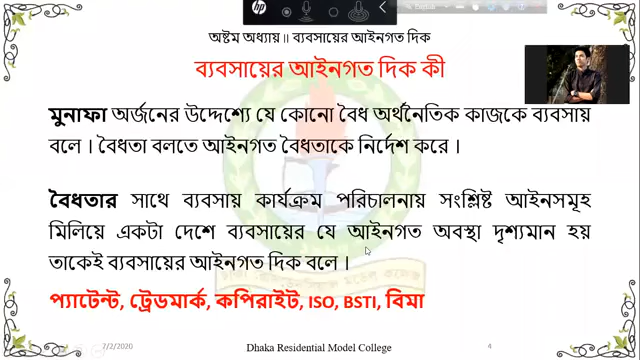 hp
English
অষ্টম অধ্যায়॥ ব্যবসায়ের আইনগত দিক
ব্যবসায়ের আইনগত দিক কী
মুনাফা অর্জনের উদ্দেশ্যে যে কোনো বৈধ অর্থনৈতিক কাজকে ব্যবসায়
বলে । বৈধতা বলতে আইনগত বৈধতাকে নির্দেশ করে ।
বৈধতার সাথে ব্যবসায় কার্যক্রম পরিচালনায় সংশ্লিষ্ট আইনসমূহ
মিলিয়ে একটা দেশে ব্যবসায়ের যে আইনগত অবস্থা দৃশ্যমান হয়
তাকেই ব্যবসায়ের আইনগত দিক বলে ।
প্যাটেন্ট, ট্রেডমার্ক, কপিরাইট, ISO, BSTI, বিমা
7/2/2020
Dhaka Residential Model College
4